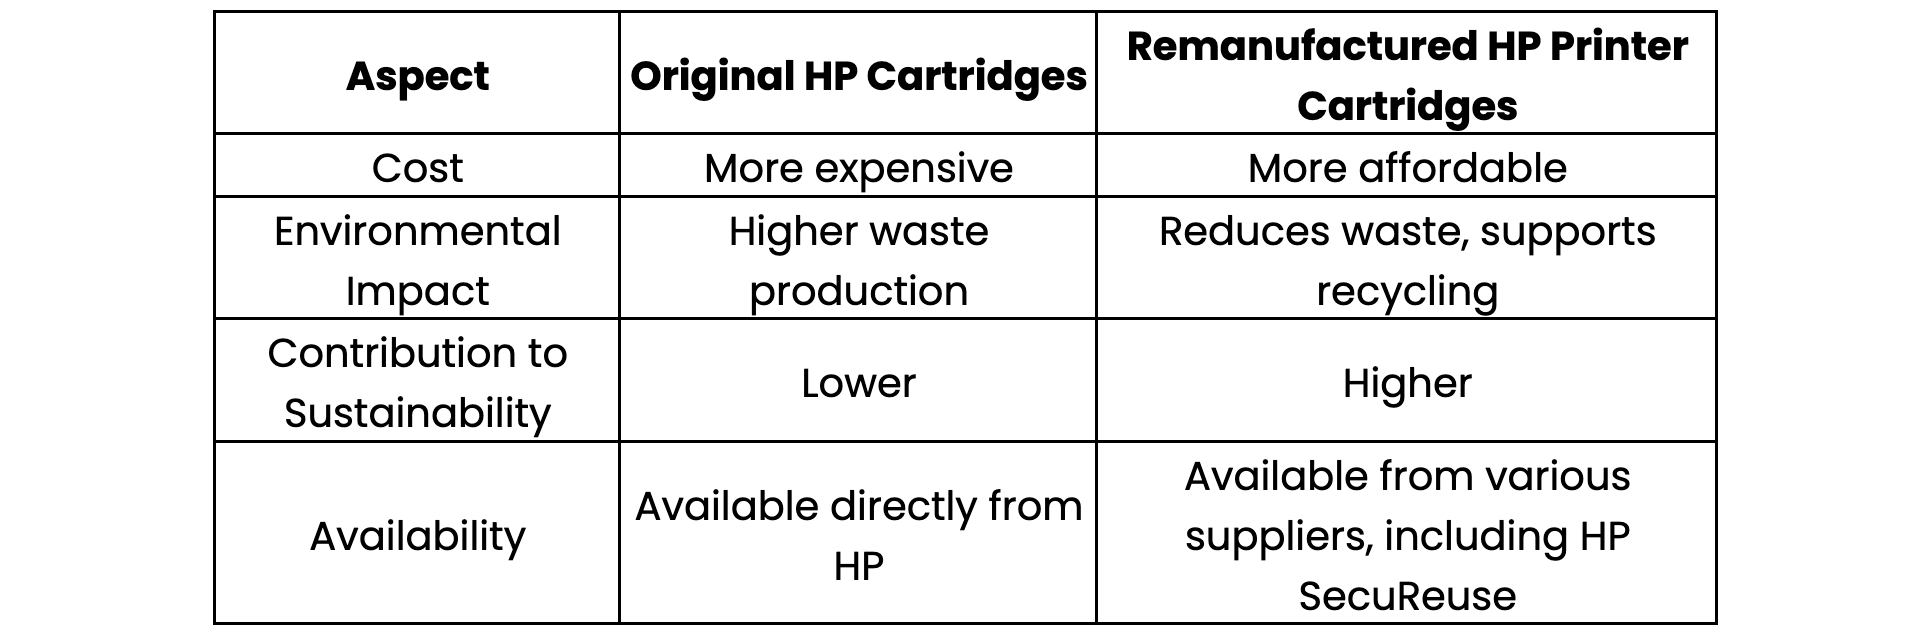 Aspect
Original HP Cartridges
Remanufactured HP Printer
Cartridges
Cost
More expensive
More affordable
Environmental
Impact
Higher waste
production
Reduces waste, supports
recycling
Contribution to
Sustainability
Lower
Higher
Availability
Available directly from
HP
Available from various
suppliers, including HP
SecuReuse